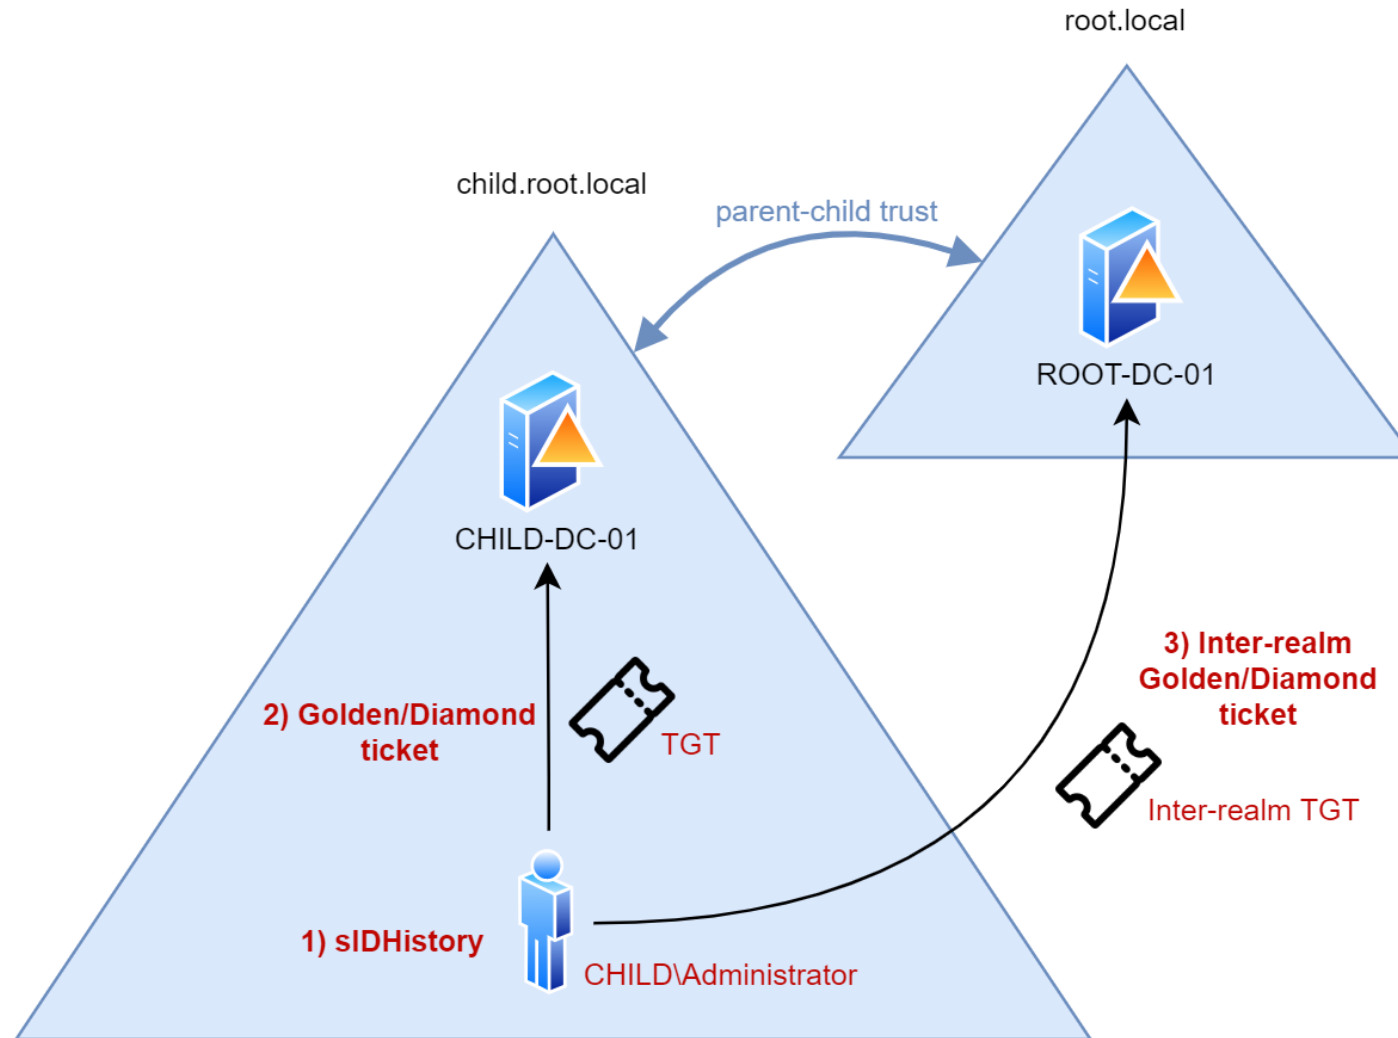 root.local
child.root.local
parent-child trust
ROOT-DC-01
CHILD-DC-01
3) Inter-realm
Golden/Diamond
ticket
2) Golden/Diamond
ticket
TGT
Inter-realm TGT
1) sIDHistory
CHILD\Administrator